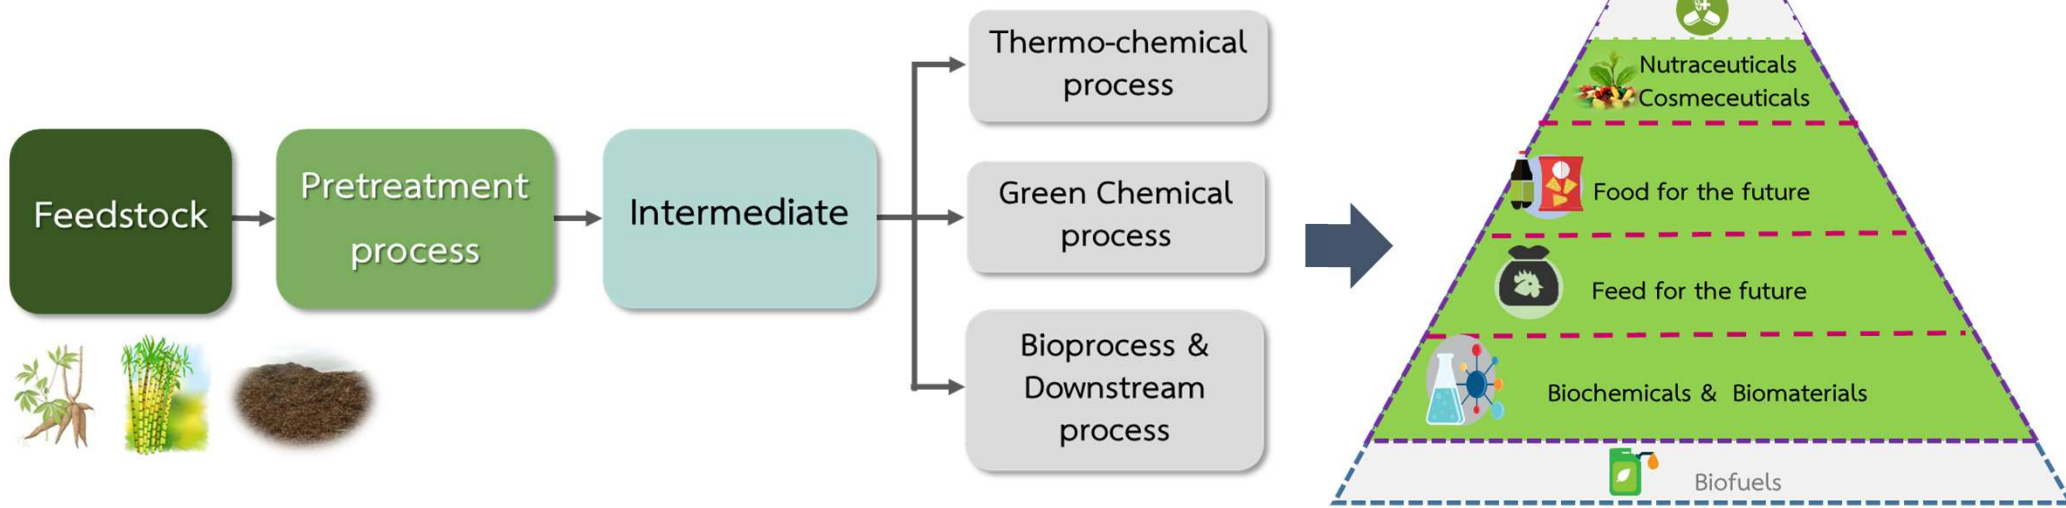 Feedstock
Pretreatment
process
Intermediate
Thermo-chemical
process
Green Chemical
process
Bioprocess &
Downstream
process
Nutraceuticals
Cosmeceuticals
Food for the future
Feed for the future
Biochemicals & Biomaterials
Biofuels